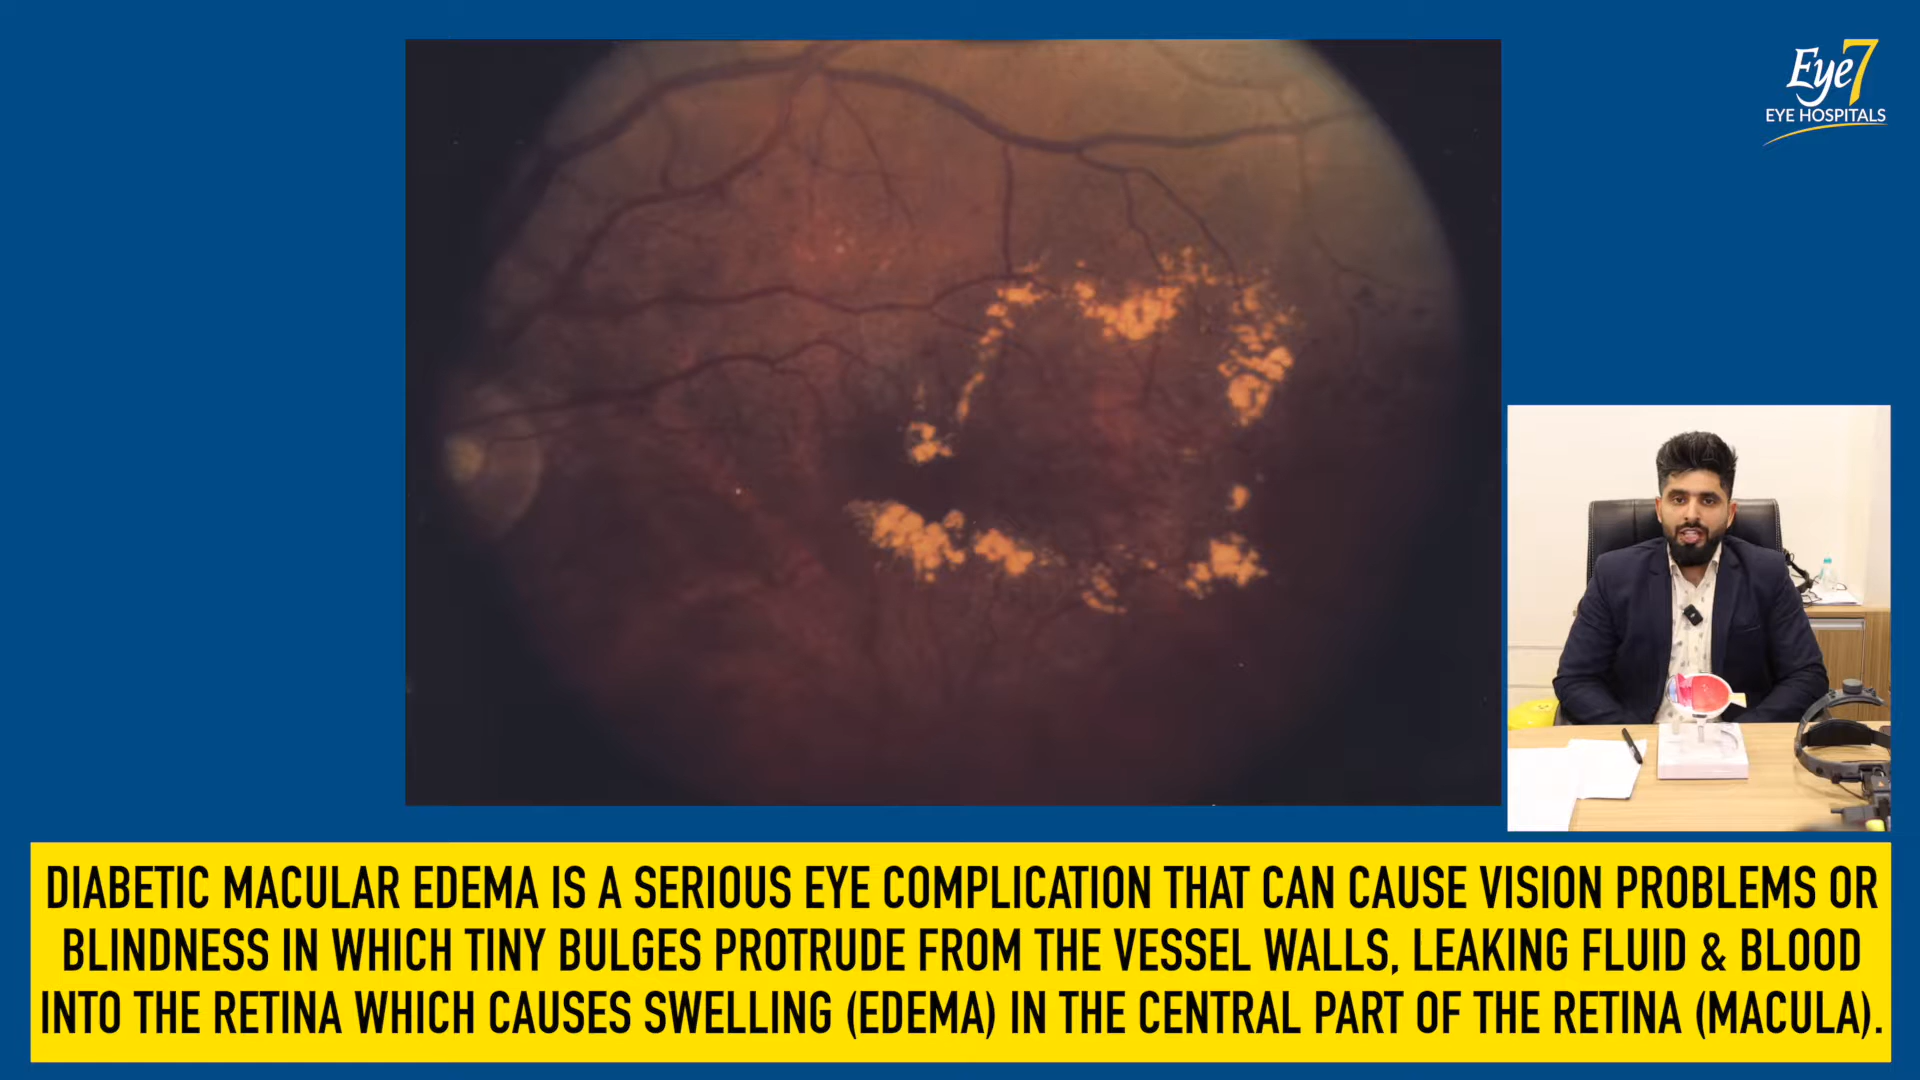 Eye7
EYE HOSPITALS
DIABETIC MACULAR EDEMA IS A SERIOUS EYE COMPLICATION THAT CAN CAUSE VISION PROBLEMS OR
BLINDNESS IN WHICH TINY BULGES PROTRUDE FROM THE VESSEL WALLS, LEAKING FLUID & BLOOD
INTO THE RETINA WHICH CAUSES SWELLING (EDEMA) IN THE CENTRAL PART OF THE RETINA (MACULA).